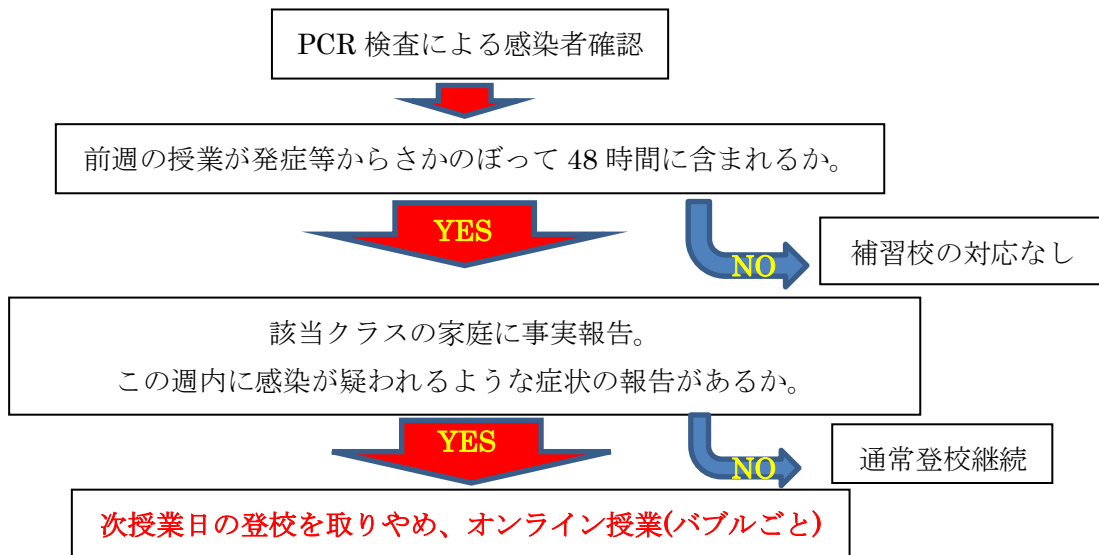 PCR 検査による感染者確認
前週の授業が発症等からさかのぼって 48 時間に含まれるか。
YES
NO
補習校の対応なし
該当クラスの家庭に事実報告。
この週内に感染が疑われるような症状の報告があるか。
YES
NO
通常登校継続
次授業日の登校を取りやめ、オンライン授業(バブルごと)